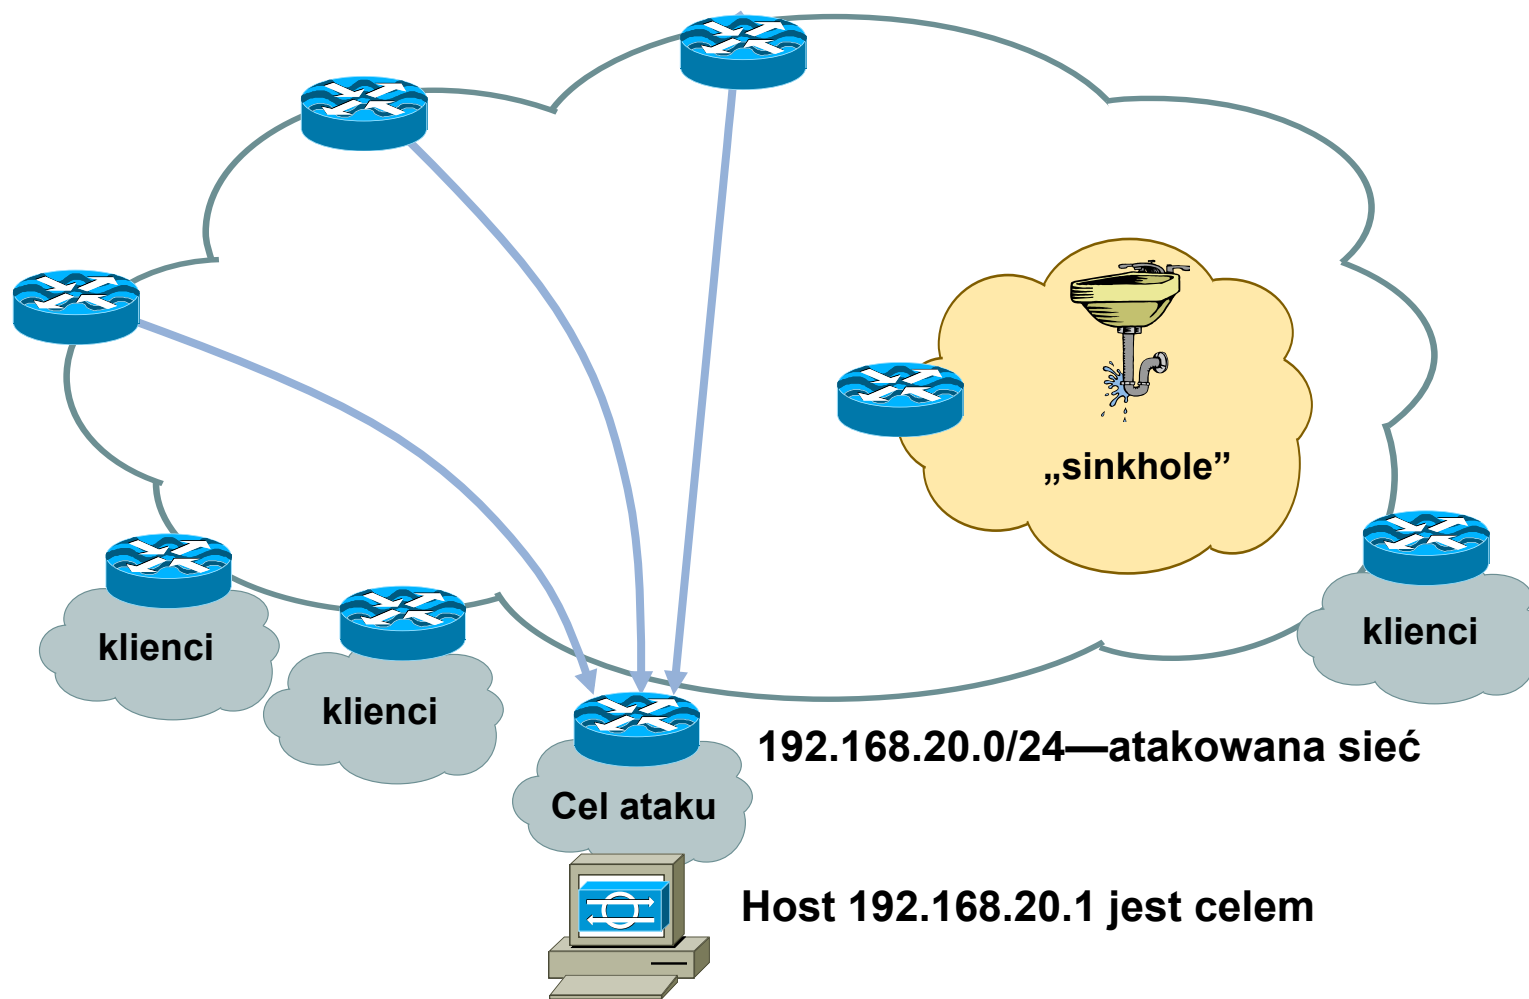 „sinkhole”
klienci
klienci
klienci
192.168.20.0/24—atakowana sieć
Cel ataku
Host 192.168.20.1 jest celem